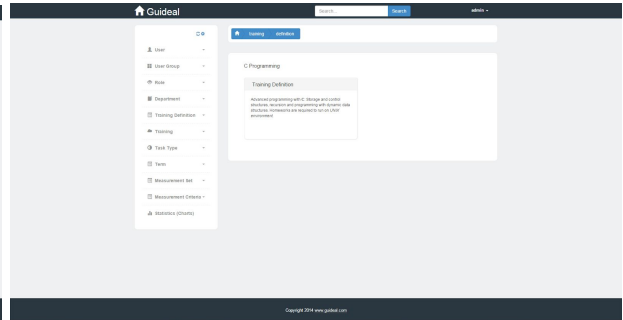 Guideal
Search...
Search
admin
training definition
User
User Group
Role
Department
Training Definition
Training
Task Type
Term
Measurement Set
Measurement Criteria
Statistics (Charts)
C Programming
Training Definition
Advanced programming with C: Storage and control
structures, recursion and programming with dynamic data
structures. Homeworks are required to run on UNIX
environment
Copyright 2014 www.guideal.com